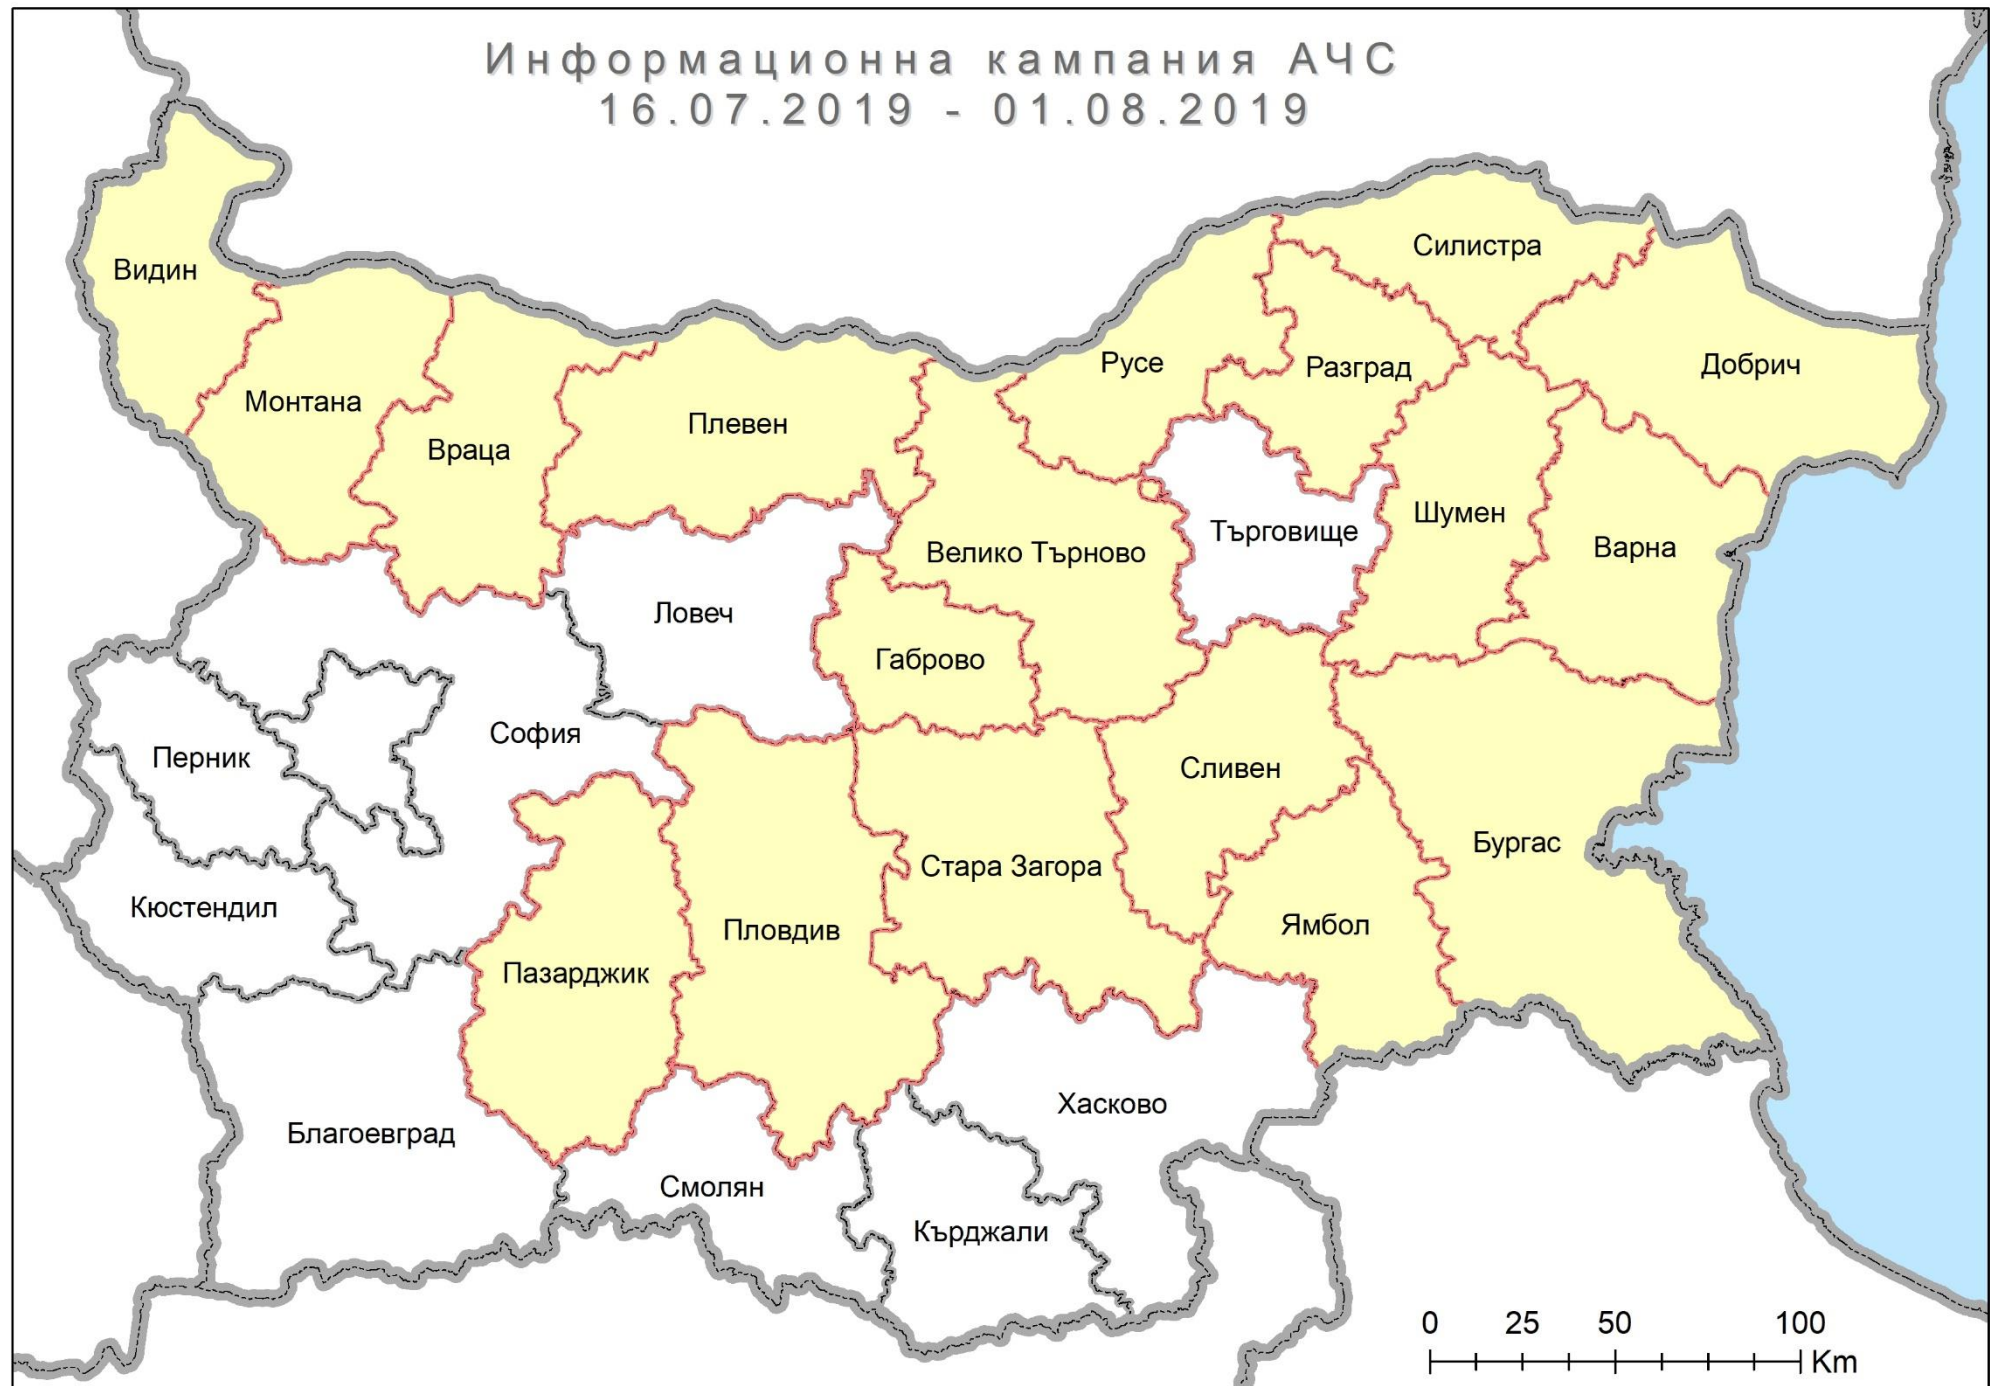 Информационна кампания АЧС
16.07.2019 - 01.08.2019
Силистра
Видин
Русе
Разград
Добрич
Монтана
Плевен
Враца
Шумен
Търговище
Варна
Велико Търново
Ловеч
Габрово
София
Перник
Сливен
Бургас
Стара Загора
Кюстендил
Ямбол
Пловдив
Пазарджик
Хасково
Благоевград
Смолян
Кърджали
0 25 50 100
Km